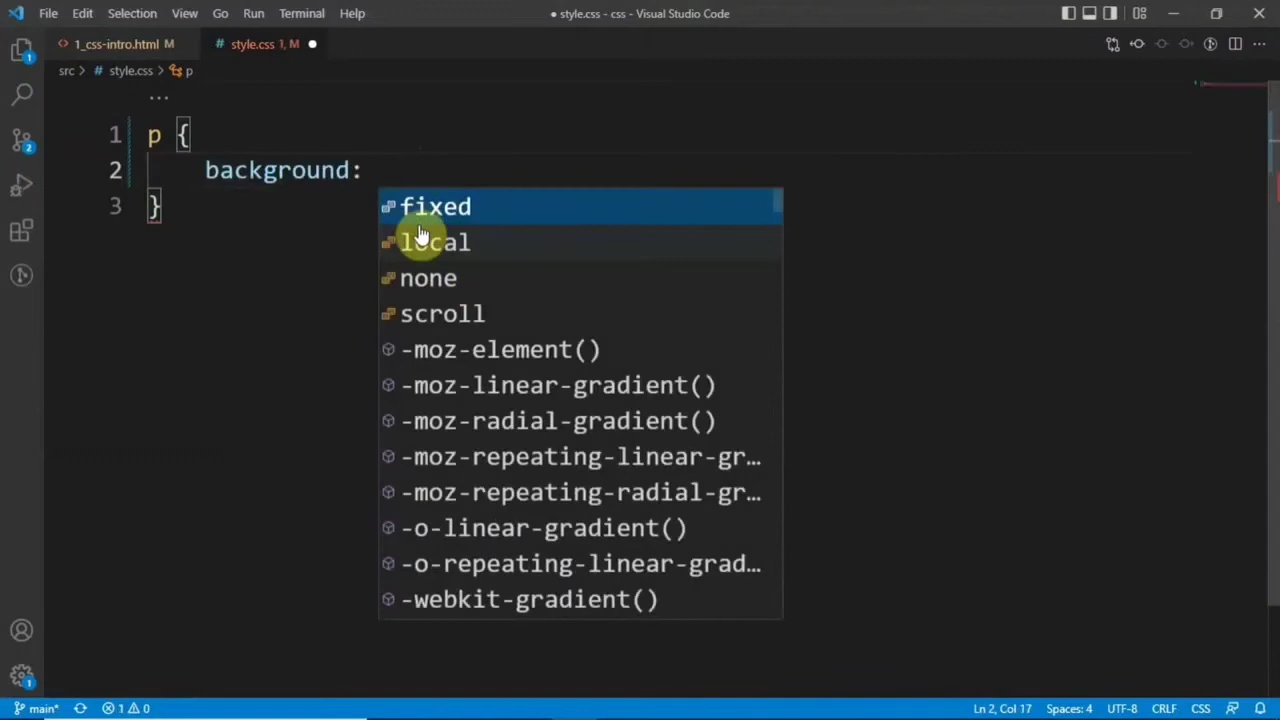 File Edit Selection View Go Run Terminal Help
● style.css - css - Visual Studio Code
<> 1_css-intro.html M
# style.css 1, M ●
src > # style.css > p
...
1 p {
2 background:
3 }
fixed
local
none
scroll
-moz-element()
-moz-linear-gradient()
-moz-radial-gradient()
-moz-repeating-linear-gr…
-moz-repeating-radial-gr…
-o-linear-gradient()
-o-repeating-linear-grad…
-webkit-gradient()
1
2
1
main* 1 0 Ln 2, Col 17 Spaces: 4 UTF-8 CRLF CSS